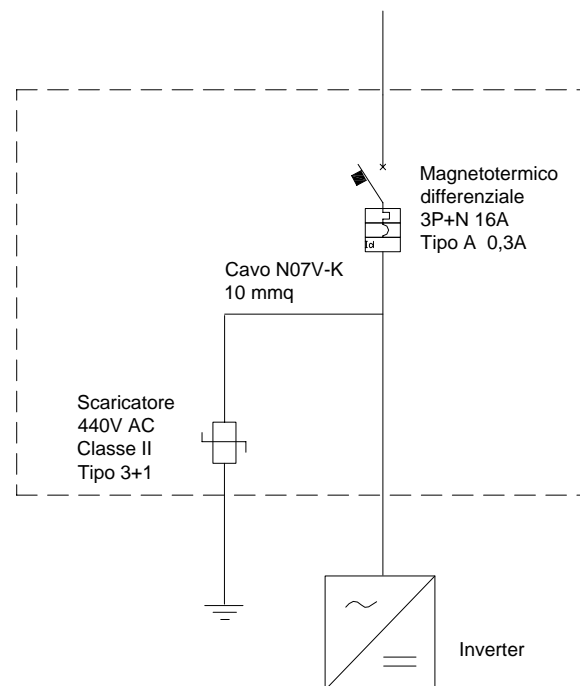 Magnetotermico
differenziale
3P+N 16A
Tipo A 0,3A
Id
Cavo N07V-K
10 mmq
Scaricatore
440V AC
Classe II
Tipo 3+1
Inverter